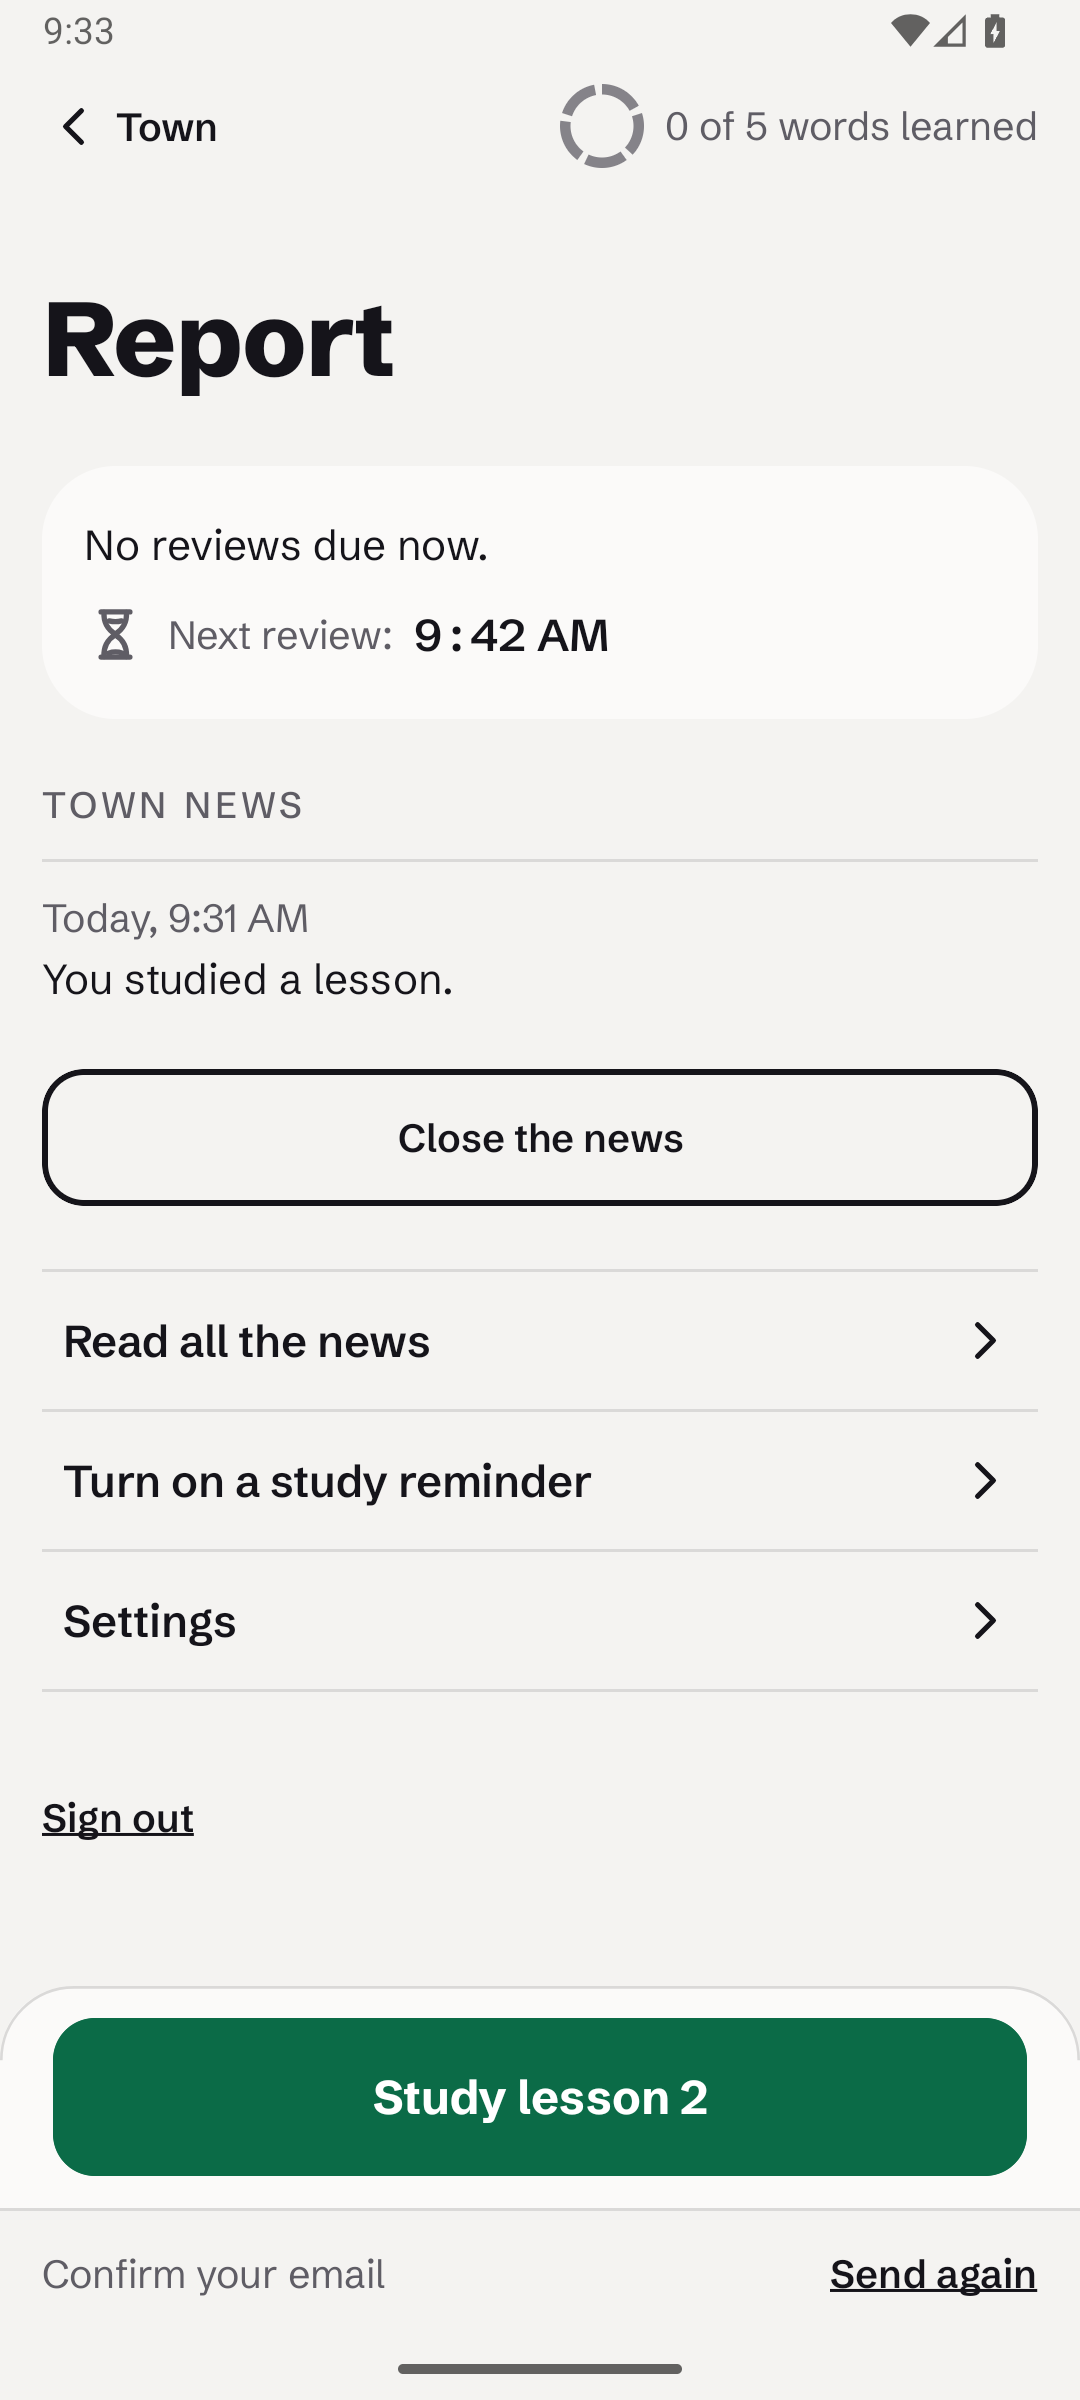 9:33
Town
0 of 5 words learned
Report
No reviews due now.
Next review: 9:42 AM
TOWN NEWS
Today, 9:31 AM
You studied a lesson.
Close the news
Read all the news
Turn on a study reminder
Settings
Sign out
Study lesson 2
Confirm your email
Send again